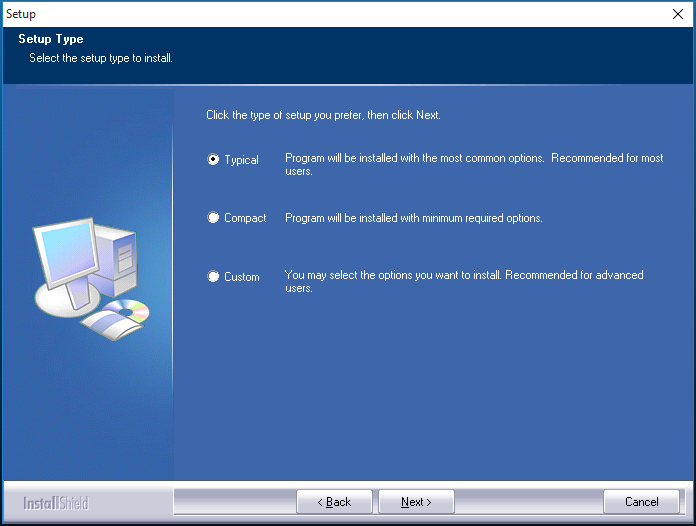 Setup
Setup Type
Select the setup type to install.
Click the type of setup you prefer, then click Next.
Typical
Program will be installed with the most common options.  Recommended for most
users.
Compact
Program will be installed with minimum required options.
Custom
You may select the options you want to install. Recommended for advanced
users.
InstallShield
< Back
Next >
Cancel